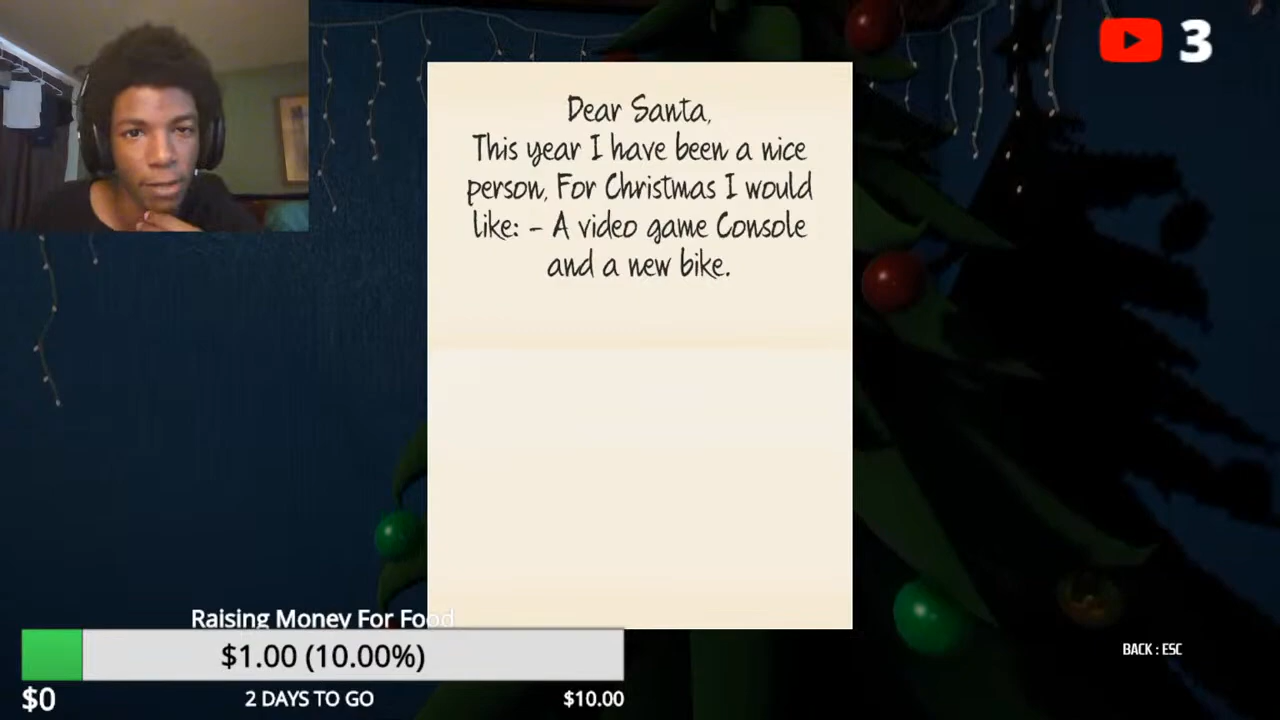 3
Dear Santa,
This year I have been a nice
person, For Christmas I would
like: - A video game Console
and a new bike.
Raising Money For Food
$1.00 (10.00%)
$0
2 DAYS TO GO
$10.00
BACK : ESC